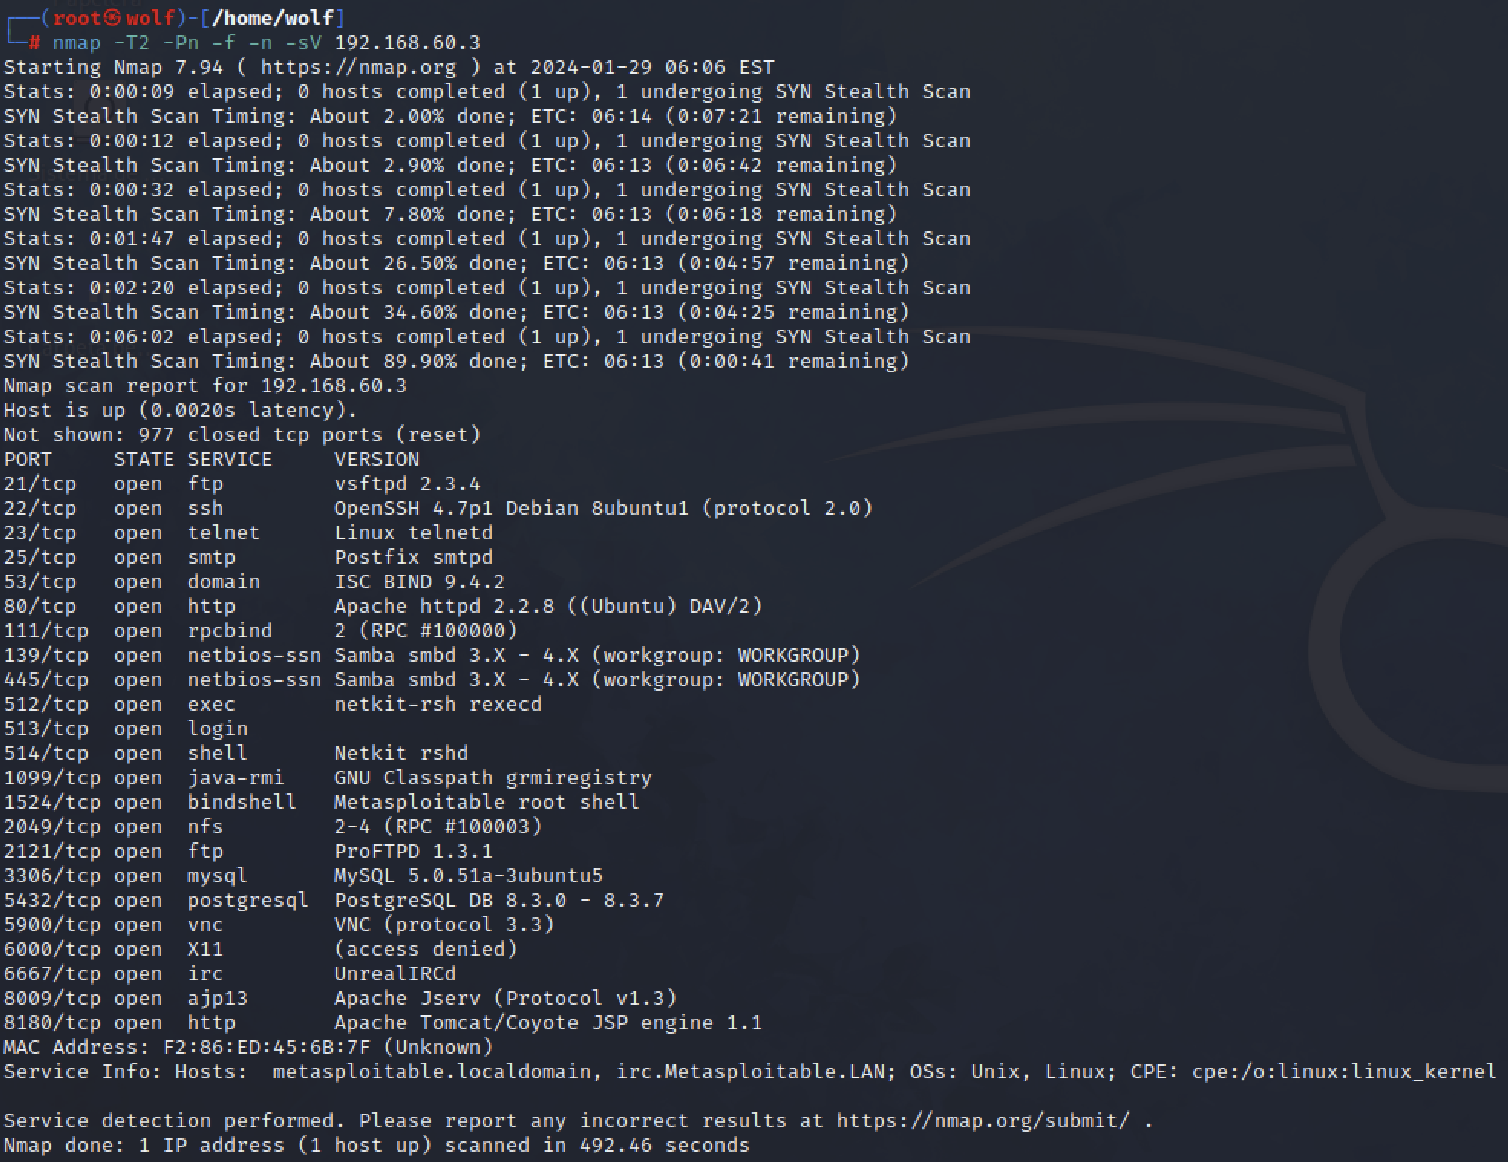 ┌──(root㉿wolf)-[/home/wolf]
└─# nmap -T2 -Pn -f -n -sV 192.168.60.3
Starting Nmap 7.94 ( https://nmap.org ) at 2024-01-29 06:06 EST
Stats: 0:00:09 elapsed; 0 hosts completed (1 up), 1 undergoing SYN Stealth Scan
SYN Stealth Scan Timing: About 2.00% done; ETC: 06:14 (0:07:21 remaining)
Stats: 0:00:12 elapsed; 0 hosts completed (1 up), 1 undergoing SYN Stealth Scan
SYN Stealth Scan Timing: About 2.90% done; ETC: 06:13 (0:06:42 remaining)
Stats: 0:00:32 elapsed; 0 hosts completed (1 up), 1 undergoing SYN Stealth Scan
SYN Stealth Scan Timing: About 7.80% done; ETC: 06:13 (0:06:18 remaining)
Stats: 0:01:47 elapsed; 0 hosts completed (1 up), 1 undergoing SYN Stealth Scan
SYN Stealth Scan Timing: About 26.50% done; ETC: 06:13 (0:04:57 remaining)
Stats: 0:02:20 elapsed; 0 hosts completed (1 up), 1 undergoing SYN Stealth Scan
SYN Stealth Scan Timing: About 34.60% done; ETC: 06:13 (0:04:25 remaining)
Stats: 0:06:02 elapsed; 0 hosts completed (1 up), 1 undergoing SYN Stealth Scan
SYN Stealth Scan Timing: About 89.90% done; ETC: 06:13 (0:00:41 remaining)
Nmap scan report for 192.168.60.3
Host is up (0.0020s latency).
Not shown: 977 closed tcp ports (reset)
PORT     STATE SERVICE     VERSION
21/tcp   open  ftp         vsftpd 2.3.4
22/tcp   open  ssh         OpenSSH 4.7p1 Debian 8ubuntu1 (protocol 2.0)
23/tcp   open  telnet      Linux telnetd
25/tcp   open  smtp        Postfix smtpd
53/tcp   open  domain      ISC BIND 9.4.2
80/tcp   open  http        Apache httpd 2.2.8 ((Ubuntu) DAV/2)
111/tcp  open  rpcbind     2 (RPC #100000)
139/tcp  open  netbios-ssn Samba smbd 3.X - 4.X (workgroup: WORKGROUP)
445/tcp  open  netbios-ssn Samba smbd 3.X - 4.X (workgroup: WORKGROUP)
512/tcp  open  exec        netkit-rsh rexecd
513/tcp  open  login
514/tcp  open  shell       Netkit rshd
1099/tcp open  java-rmi    GNU Classpath grmiregistry
1524/tcp open  bindshell   Metasploitable root shell
2049/tcp open  nfs         2-4 (RPC #100003)
2121/tcp open  ftp         ProFTPD 1.3.1
3306/tcp open  mysql       MySQL 5.0.51a-3ubuntu5
5432/tcp open  postgresql  PostgreSQL DB 8.3.0 - 8.3.7
5900/tcp open  vnc         VNC (protocol 3.3)
6000/tcp open  X11         (access denied)
6667/tcp open  irc         UnrealIRCd
8009/tcp open  ajp13       Apache Jserv (Protocol v1.3)
8180/tcp open  http        Apache Tomcat/Coyote JSP engine 1.1
MAC Address: F2:86:ED:45:6B:7F (Unknown)
Service Info: Hosts:  metasploitable.localdomain, irc.Metasploitable.LAN; OSs: Unix, Linux; CPE: cpe:/o:linux:linux_kernel
Service detection performed. Please report any incorrect results at https://nmap.org/submit/ .
Nmap done: 1 IP address (1 host up) scanned in 492.46 seconds